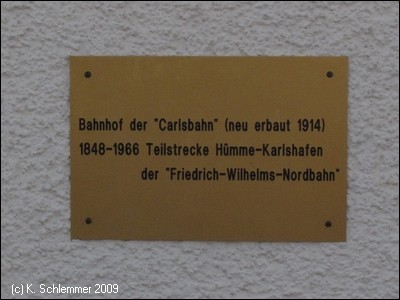 Bahnhof der "Carlsbahn" (neu erbaut 1914)
1848-1966 Teilstrecke Hümme-Karlshafen
der "Friedrich-Wilhelms-Nordbahn"
(c) K. Schlemmer 2009